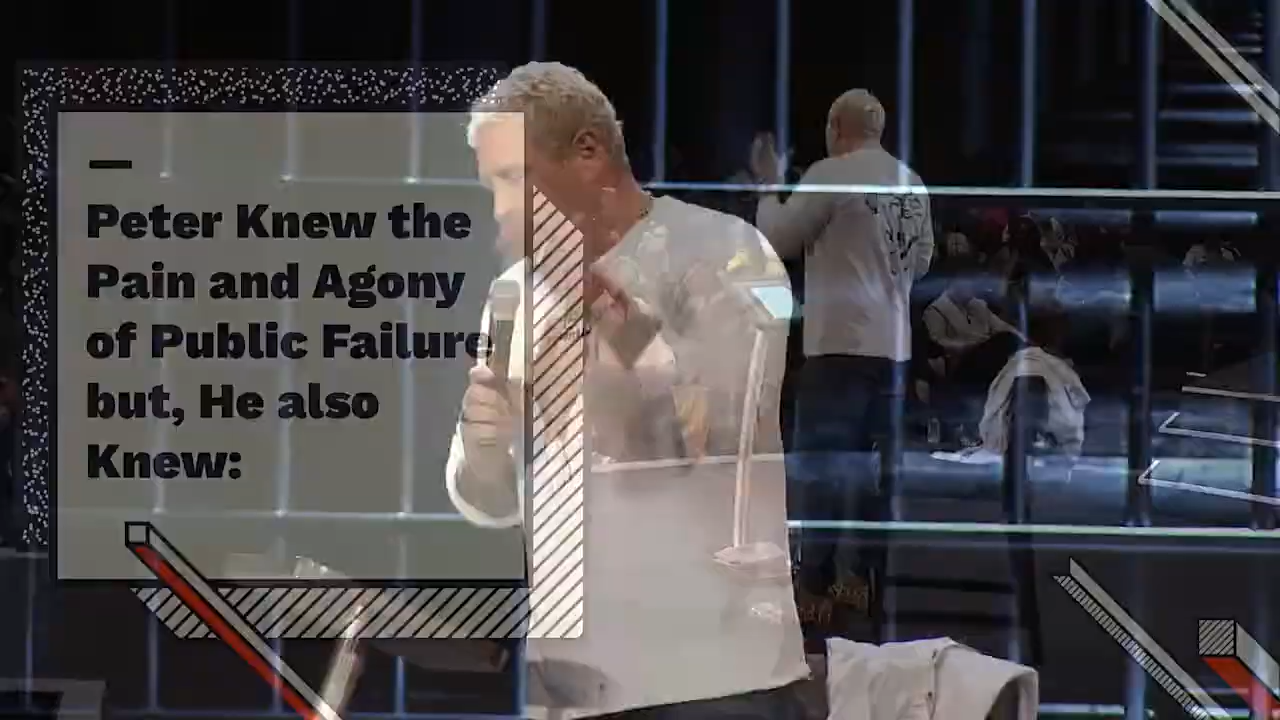 Peter Knew the
Pain and Agony
of Public Failure
but, He also
Knew: